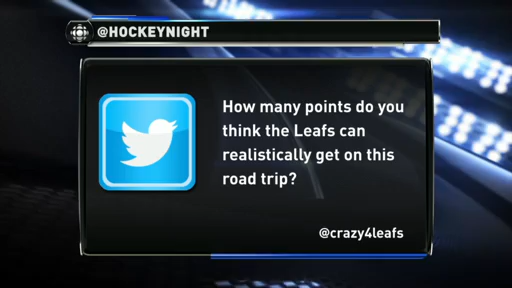 @HOCKEYNIGHT
How many points do you
think the Leafs can
realistically get on this
road trip?
@crazy4leafs